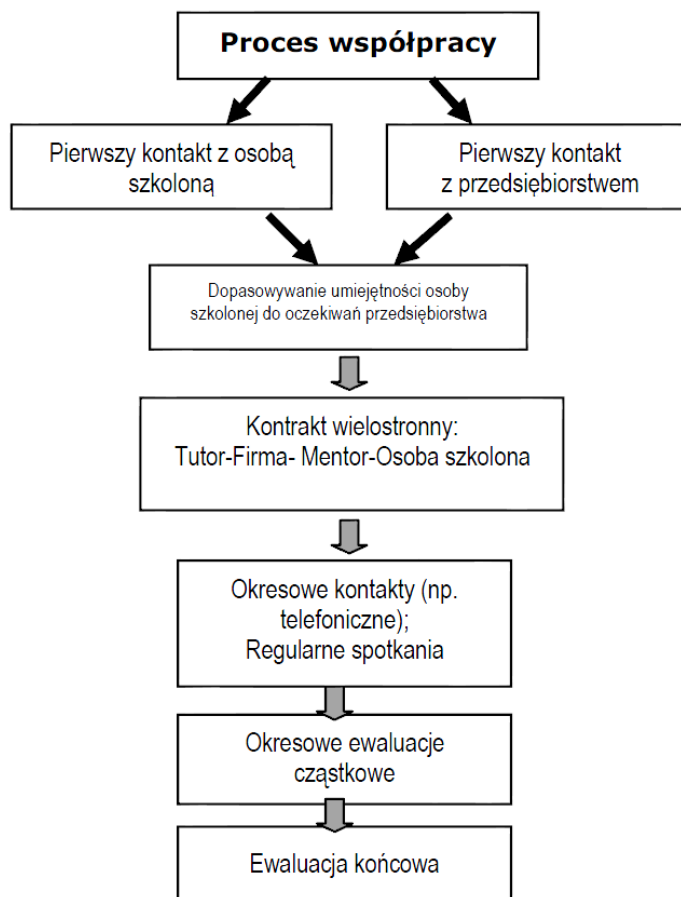 Proces współpracy
Pierwszy kontakt z osobą
szkoloną
Pierwszy kontakt
z przedsiębiorstwem
Dopasowywanie umiejętności osoby
szkolonej do oczekiwań przedsiębiorstwa
Kontrakt wielostronny:
Tutor-Firma- Mentor-Osoba szkolona
Okresowe kontakty (np.
telefoniczne);
Regularne spotkania
Okresowe ewaluacje
cząstkowe
Ewaluacja końcowa